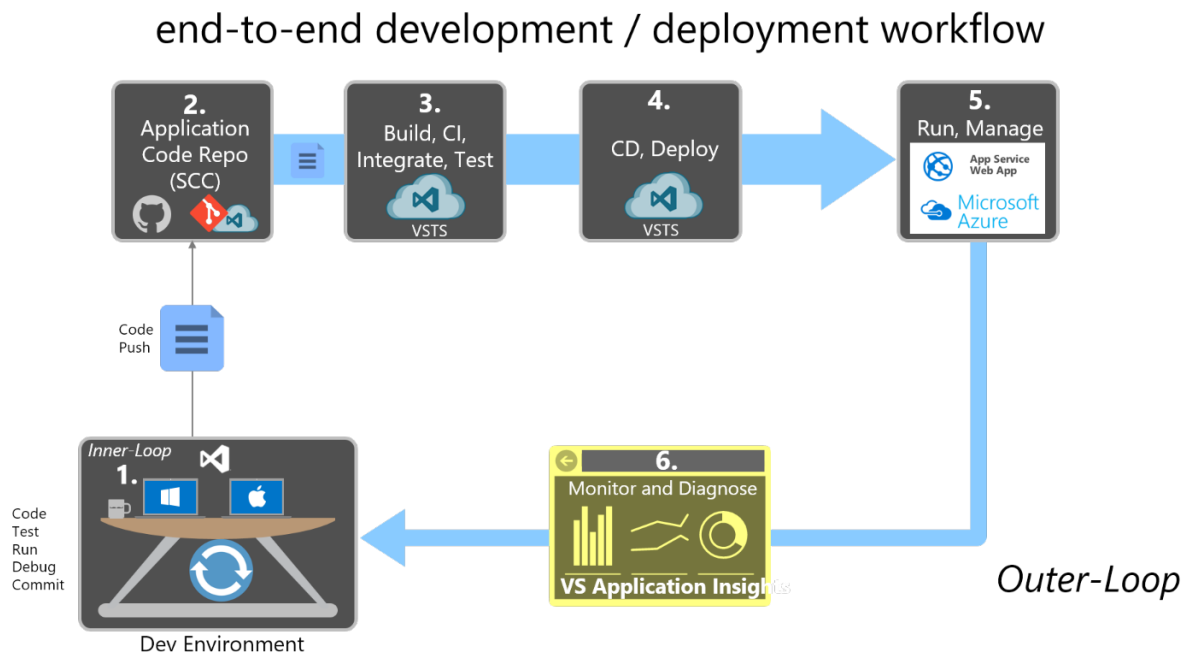 end-to-end development / deployment workflow
2.
Application
Code Repo
(SCC)
3.
Build, CI,
Integrate, Test
VSTS
4.
CD, Deploy
VSTS
5.
Run, Manage
App Service
Web App
Microsoft
Azure
Code
Push
Inner-Loop
1.
Code
Test
Run
Debug
Commit
Dev Environment
6.
Monitor and Diagnose
VS Application Insights
Outer-Loop